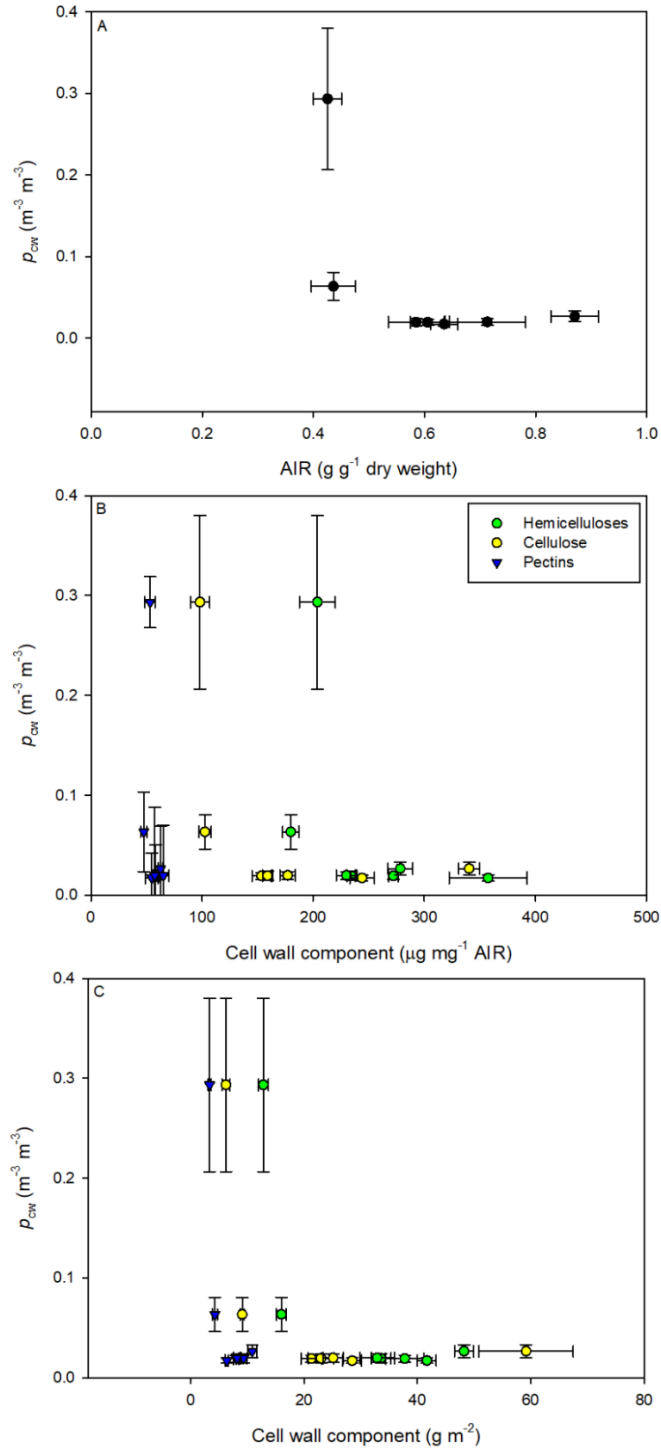 A
0.4
0.3
0.2
0.1
0.0
p_cw (m⁻³ m⁻³)
0.0 0.2 0.4 0.6 0.8 1.0
AIR (g g⁻¹ dry weight)
B
Hemicelluloses
Cellulose
Pectins
0.4
0.3
0.2
0.1
0.0
p_cw (m⁻³ m⁻³)
0 100 200 300 400 500
Cell wall component (µg mg⁻¹ AIR)
C
0.4
0.3
0.2
0.1
0.0
p_cw (m⁻³ m⁻³)
0 20 40 60 80
Cell wall component (g m⁻²)